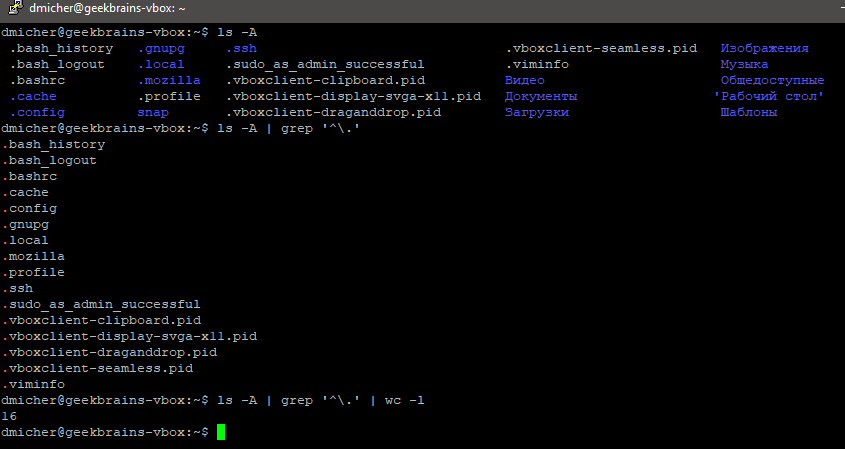 dmicher@geekbrains-vbox: ~
dmicher@geekbrains-vbox:~$ ls -A
.bash_history .gnupg .ssh .vboxclient-seamless.pid Изображения
.bash_logout .local .sudo_as_admin_successful .viminfo Музыка
.bashrc .mozilla .vboxclient-clipboard.pid Видео Общедоступные
.cache .profile .vboxclient-display-svga-x11.pid Документы 'Рабочий стол'
.config snap .vboxclient-draganddrop.pid Загрузки Шаблоны
dmicher@geekbrains-vbox:~$ ls -A | grep '^\.'
.bash_history
.bash_logout
.bashrc
.cache
.config
.gnupg
.local
.mozilla
.profile
.ssh
.sudo_as_admin_successful
.vboxclient-clipboard.pid
.vboxclient-display-svga-x11.pid
.vboxclient-draganddrop.pid
.vboxclient-seamless.pid
.viminfo
dmicher@geekbrains-vbox:~$ ls -A | grep '^\.' | wc -l
16
dmicher@geekbrains-vbox:~$